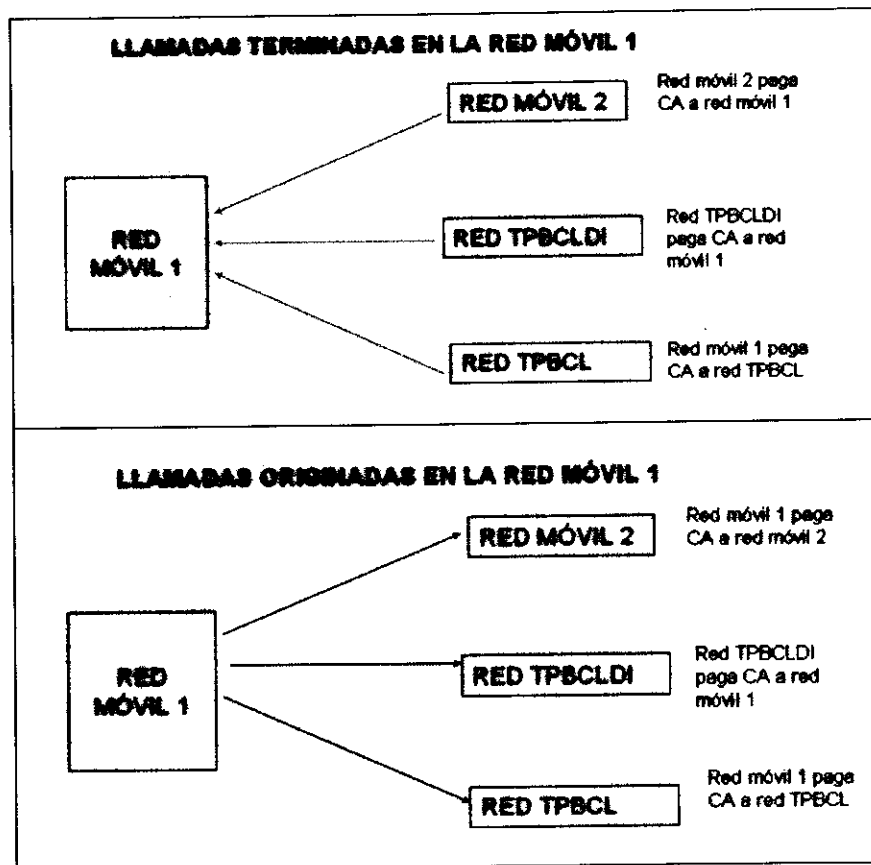 LLAMADAS TERMINADAS EN LA RED MÓVIL 1
RED MÓVIL 2
Red móvil 2 paga
CA a red móvil 1
RED
MÓVIL 1
RED TPBCLDI
Red TPBCLDI
paga CA a red
móvil 1
RED TPBCL
Red móvil 1 paga
CA a red TPBCL
LLAMADAS ORIGINADAS EN LA RED MÓVIL 1
RED MÓVIL 2
Red móvil 1 paga
CA a red móvil 2
RED
MÓVIL 1
RED TPBCLDI
Red TPBCLDI
paga CA a red
móvil 1
RED TPBCL
Red móvil 1 paga
CA a red TPBCL